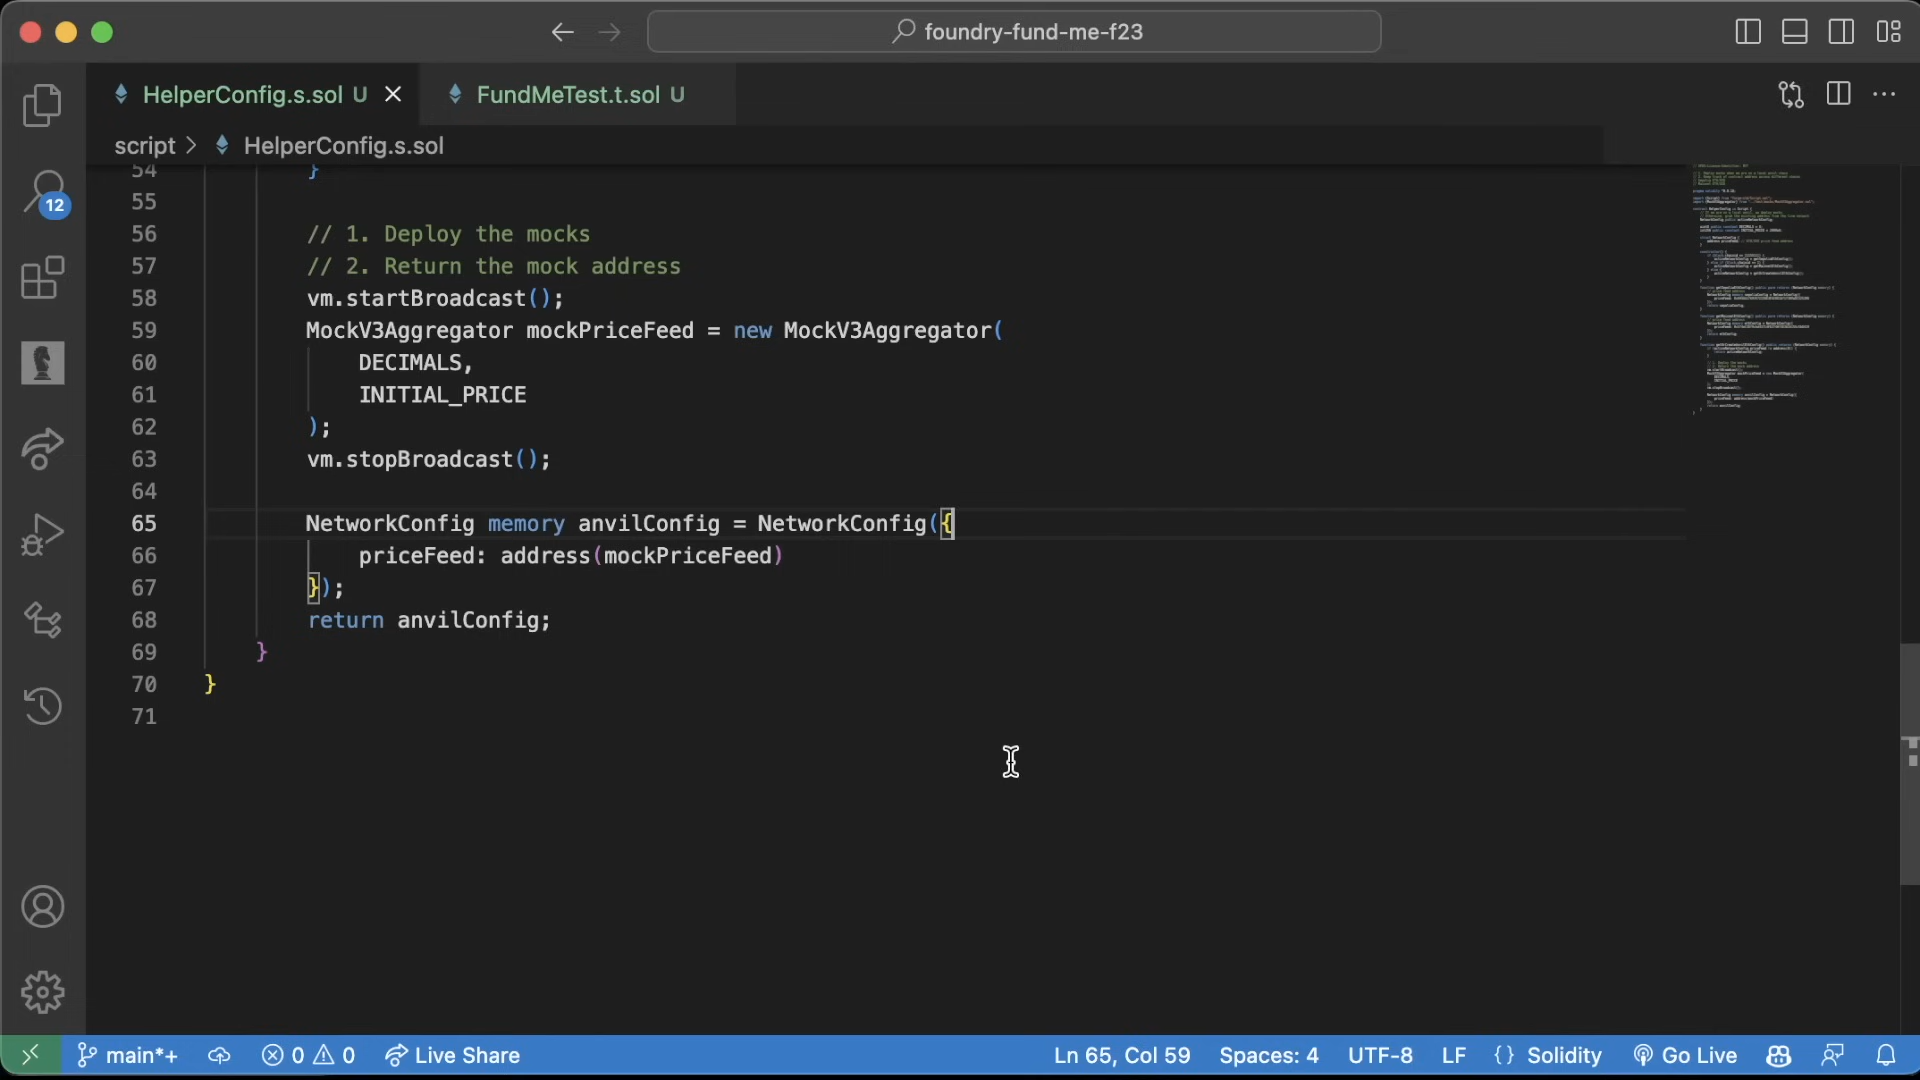 foundry-fund-me-f23
HelperConfig.s.sol U
FundMeTest.t.sol U
script > HelperConfig.s.sol
12
54 }
55
56 // 1. Deploy the mocks
57 // 2. Return the mock address
58 vm.startBroadcast();
59 MockV3Aggregator mockPriceFeed = new MockV3Aggregator(
60 DECIMALS,
61 INITIAL_PRICE
62 );
63 vm.stopBroadcast();
64
65 NetworkConfig memory anvilConfig = NetworkConfig({
66 priceFeed: address(mockPriceFeed)
67 });
68 return anvilConfig;
69 }
70 }
71
main*+ 0 0 Live Share Ln 65, Col 59 Spaces: 4 UTF-8 LF {} Solidity Go Live